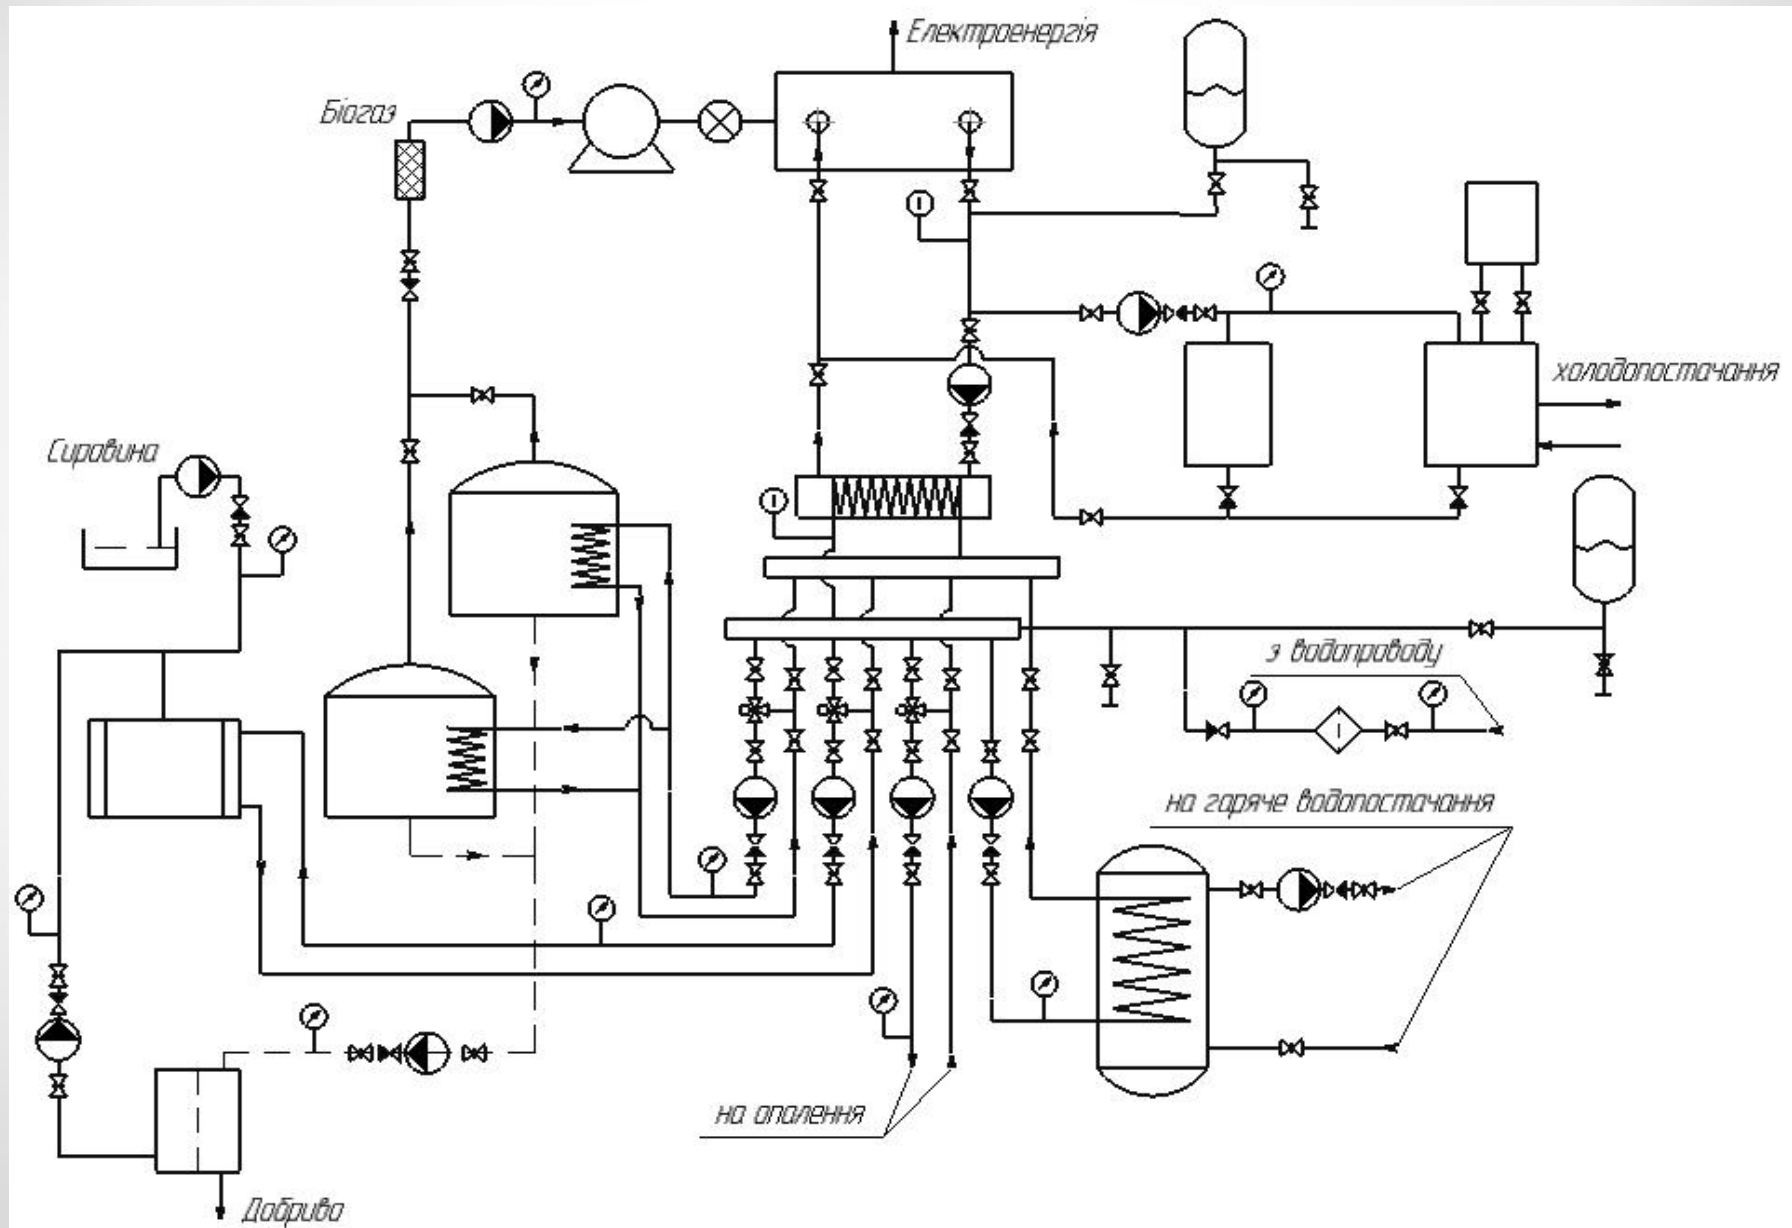 Електроенергія
Біогаз
холодопостачання
Сировина
з водопроводу
на гаряче водопостачання
на опалення
Добриво